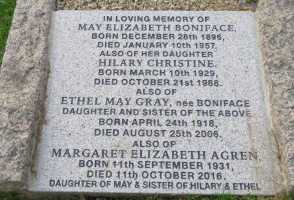 IN LOVING MEMORY OF
MAY ELIZABETH BONIFACE,
BORN DECEMBER 28th 1896,
DIED JANUARY 10th 1957.
ALSO OF HER DAUGHTER
HILARY CHRISTINE.
BORN MARCH 10th 1929,
DIED OCTOBER 21st 1968.
ALSO OF
ETHEL MAY GRAY, née BONIFACE
DAUGHTER AND SISTER OF THE ABOVE
BORN APRIL 24th 1918,
DIED AUGUST 25th 2006.
ALSO OF
MARGARET ELIZABETH AGREN
BORN 11th SEPTEMBER 1931,
DIED 11th OCTOBER 2016.
DAUGHTER OF MAY & SISTER OF HILARY & ETHEL